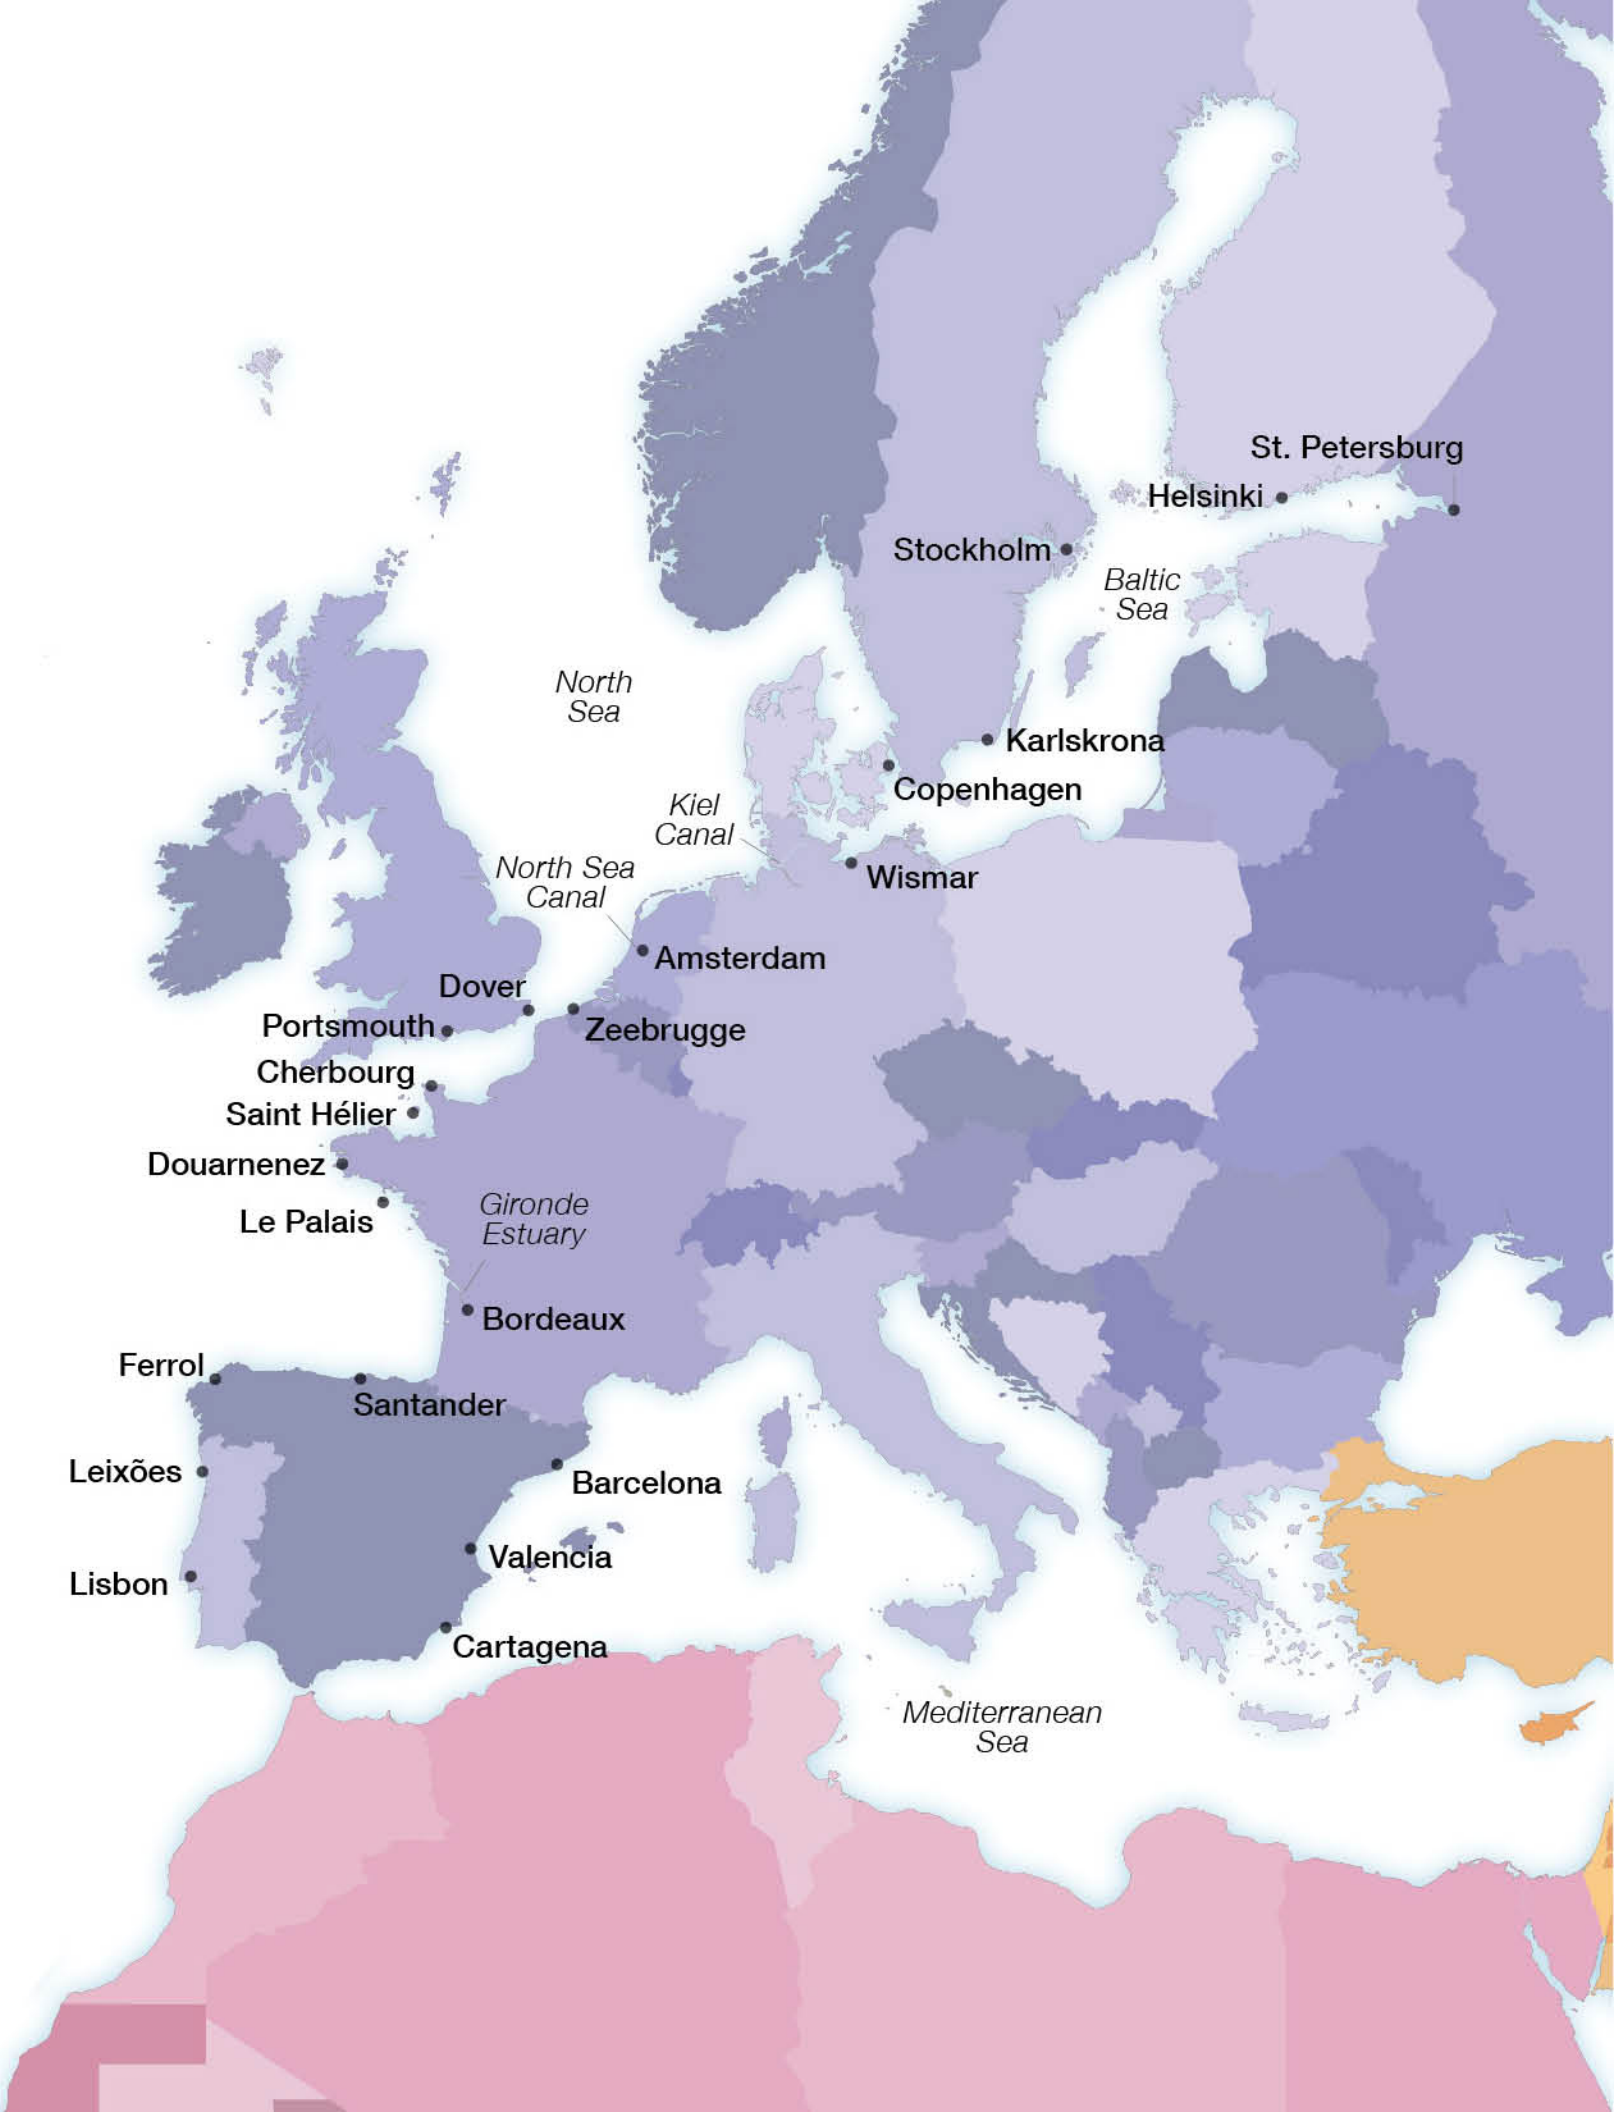 St. Petersburg
Helsinki
Stockholm
Baltic
Sea
North
Sea
Karlskrona
Copenhagen
Kiel
Canal
North Sea
Canal
Wismar
Amsterdam
Dover
Portsmouth
Zeebrugge
Cherbourg
Saint Hélier
Douarnenez
Le Palais
Gironde
Estuary
Bordeaux
Ferrol
Santander
Leixões
Barcelona
Valencia
Lisbon
Cartagena
Mediterranean
Sea